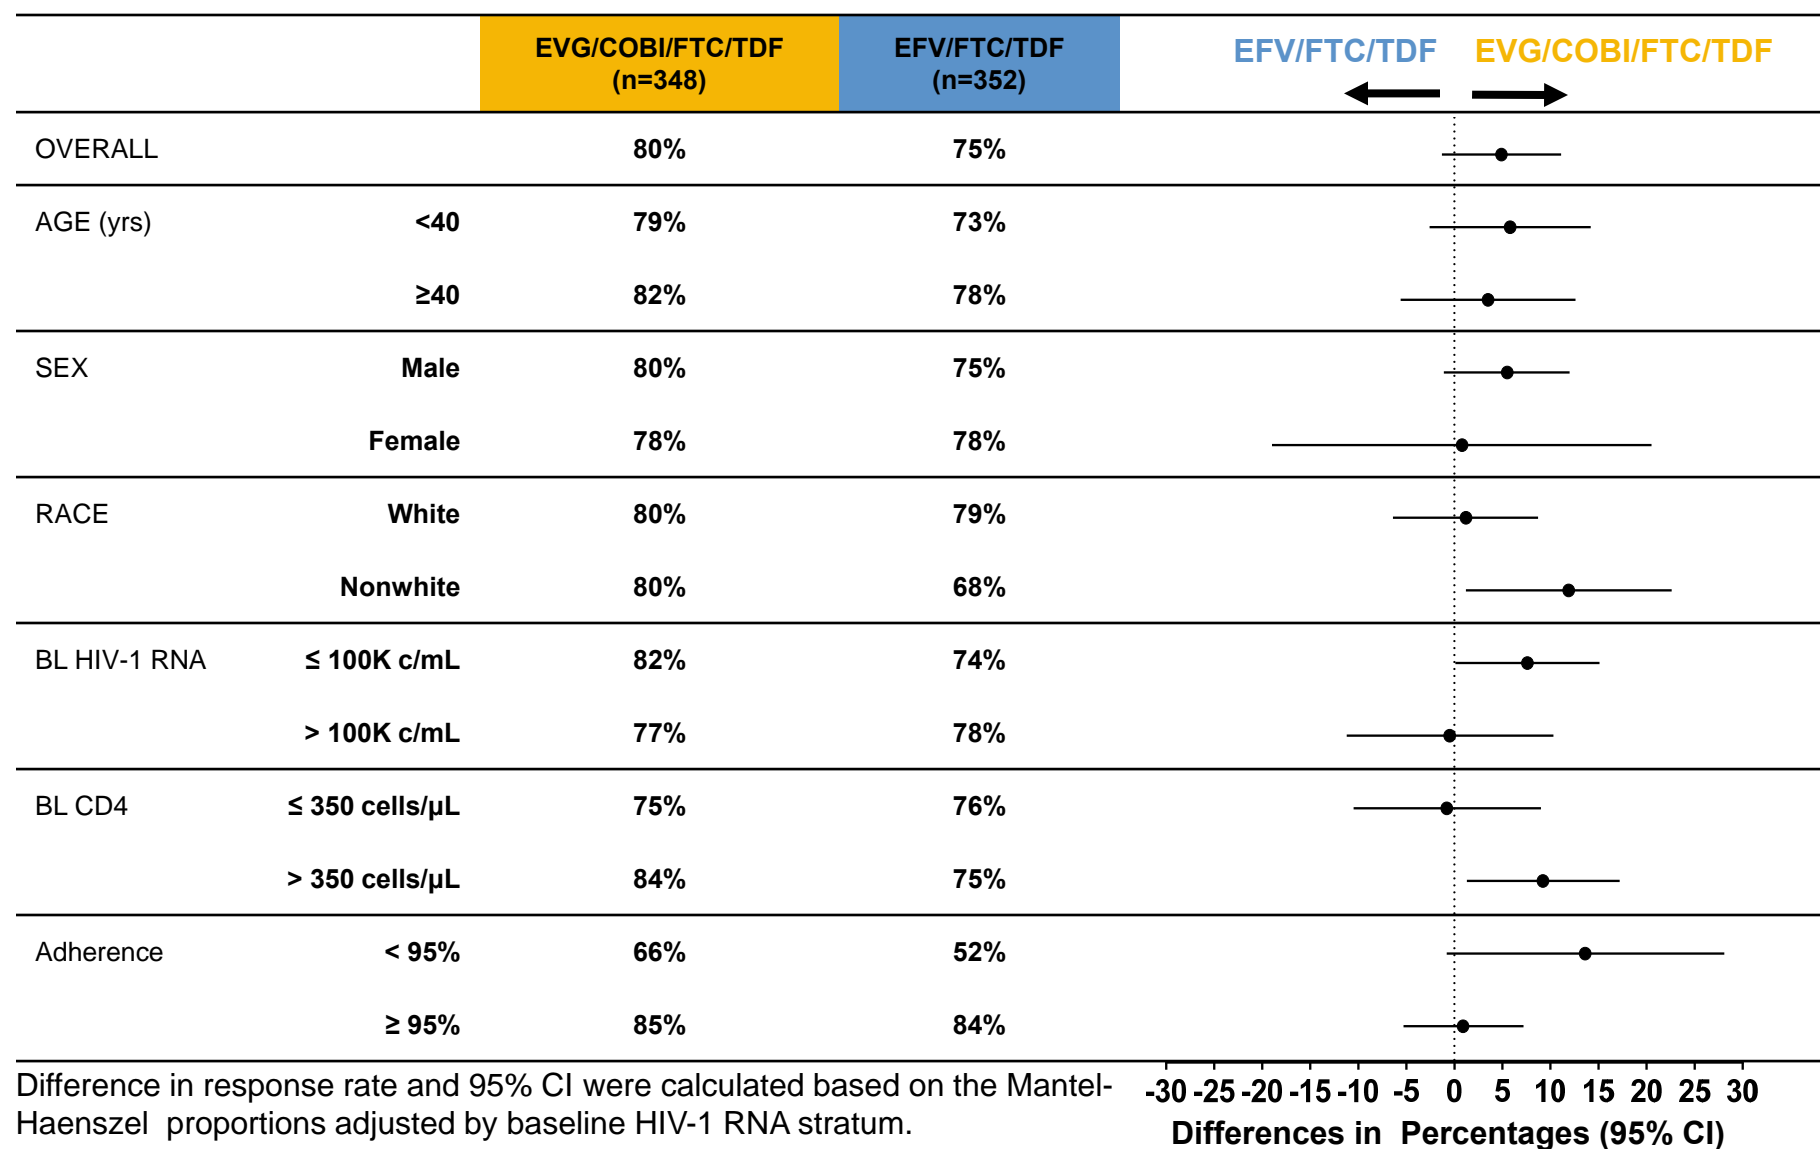 EVG/COBI/FTC/TDF (n=348) EFV/FTC/TDF (n=352) EFV/FTC/TDF EVG/COBI/FTC/TDF
OVERALL 80% 75%
AGE (yrs) <40 79% 73%
≥40 82% 78%
SEX Male 80% 75%
Female 78% 78%
RACE White 80% 79%
Nonwhite 80% 68%
BL HIV-1 RNA ≤ 100K c/mL 82% 74%
> 100K c/mL 77% 78%
BL CD4 ≤ 350 cells/µL 75% 76%
> 350 cells/µL 84% 75%
Adherence < 95% 66% 52%
≥ 95% 85% 84%
-30 -25 -20 -15 -10 -5 0 5 10 15 20 25 30
Differences in Percentages (95% CI)
Difference in response rate and 95% CI were calculated based on the Mantel-
Haenszel proportions adjusted by baseline HIV-1 RNA stratum.